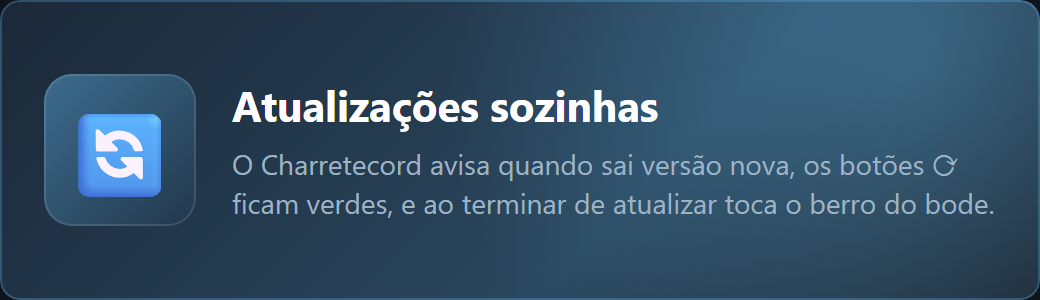 Atualizações sozinhas
O Charretecord avisa quando sai versão nova, os botões ⟳
ficam verdes, e ao terminar de atualizar toca o berro do bode.